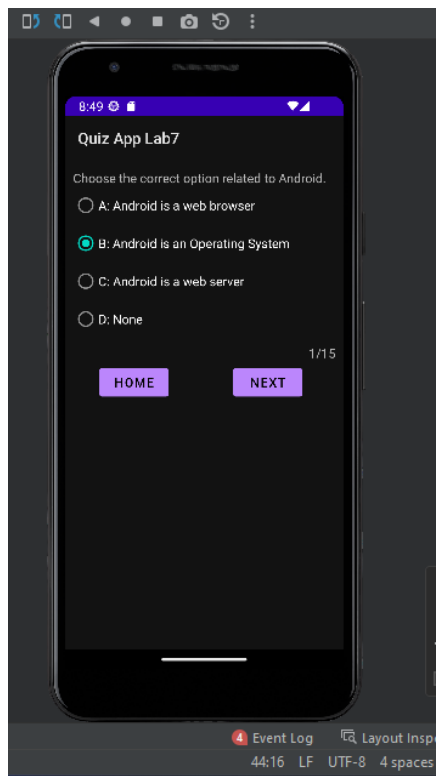 8:49
Quiz App Lab7
Choose the correct option related to Android.
A: Android is a web browser
B: Android is an Operating System
C: Android is a web server
D: None
1/15
HOME NEXT
4 Event Log Layout Inspe
44:16 LF UTF-8 4 spaces